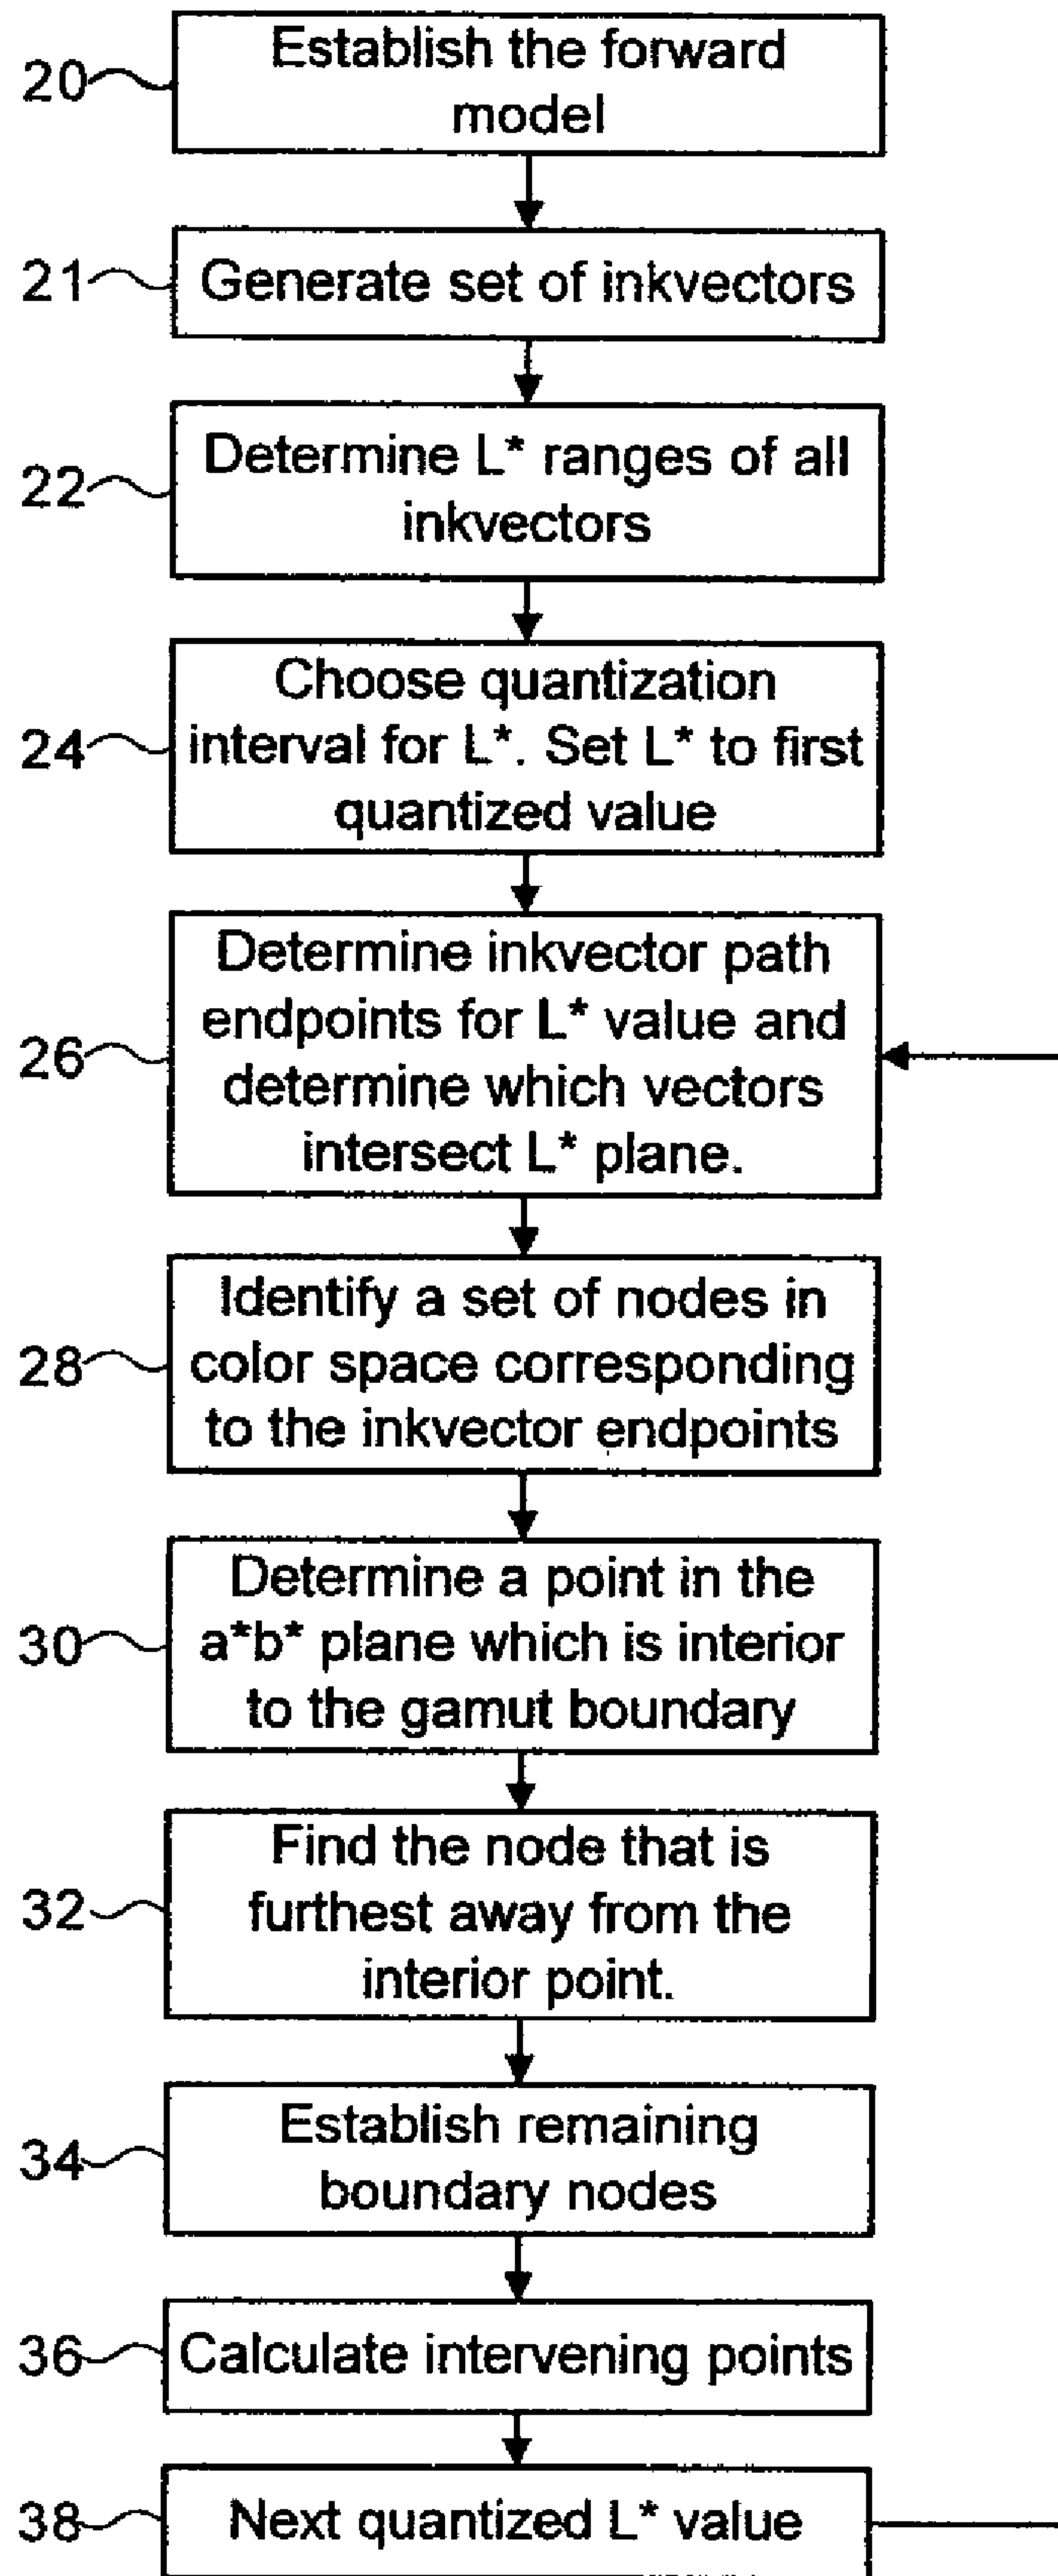 20
Establish the forward
model
21
Generate set of inkvectors
22
Determine L* ranges of all
inkvectors
24
Choose quantization
interval for L*. Set L* to first
quantized value
26
Determine inkvector path
endpoints for L* value and
determine which vectors
intersect L* plane.
28
Identify a set of nodes in
color space corresponding
to the inkvector endpoints
30
Determine a point in the
a*b* plane which is interior
to the gamut boundary
32
Find the node that is
furthest away from the
interior point.
34
Establish remaining
boundary nodes
36
Calculate intervening points
38
Next quantized L* value